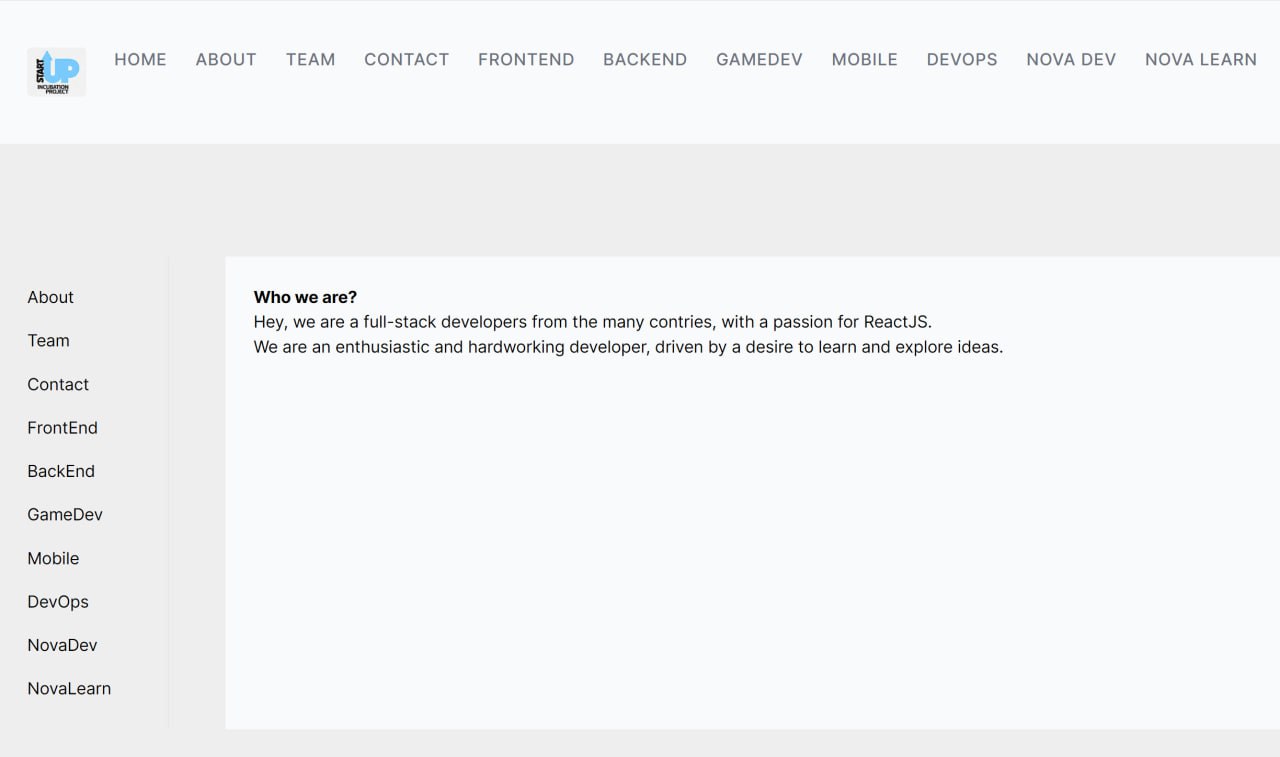 START
UP
INCUBATION
PROJECT
HOME ABOUT TEAM CONTACT FRONTEND BACKEND GAMEDEV MOBILE DEVOPS NOVA DEV NOVA LEARN
About
Team
Contact
FrontEnd
BackEnd
GameDev
Mobile
DevOps
NovaDev
NovaLearn
Who we are?
Hey, we are a full-stack developers from the many contries, with a passion for ReactJS.
We are an enthusiastic and hardworking developer, driven by a desire to learn and explore ideas.